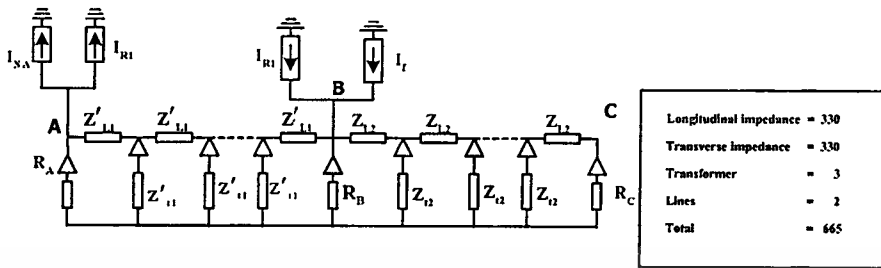 I_NA I_R1 I_R1 I_f
B
A Z'_L1 Z'_L1 Z'_L1 Z_L2 Z_L2 Z_L2 C
R_A Z'_t1 Z'_t1 Z'_t1 R_B Z_t2 Z_t2 Z_t2 R_C
Longitudinal impedance = 330
Transverse impedance = 330
Transformer = 3
Lines = 2
Total = 665